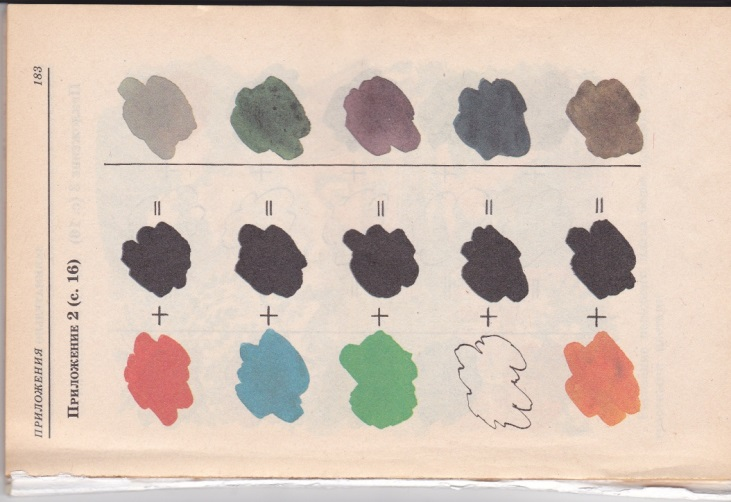 ПРИЛОЖЕНИЯ 183
Приложение 2 (с. 16)
+ =
+ =
+ =
+ =
+ =